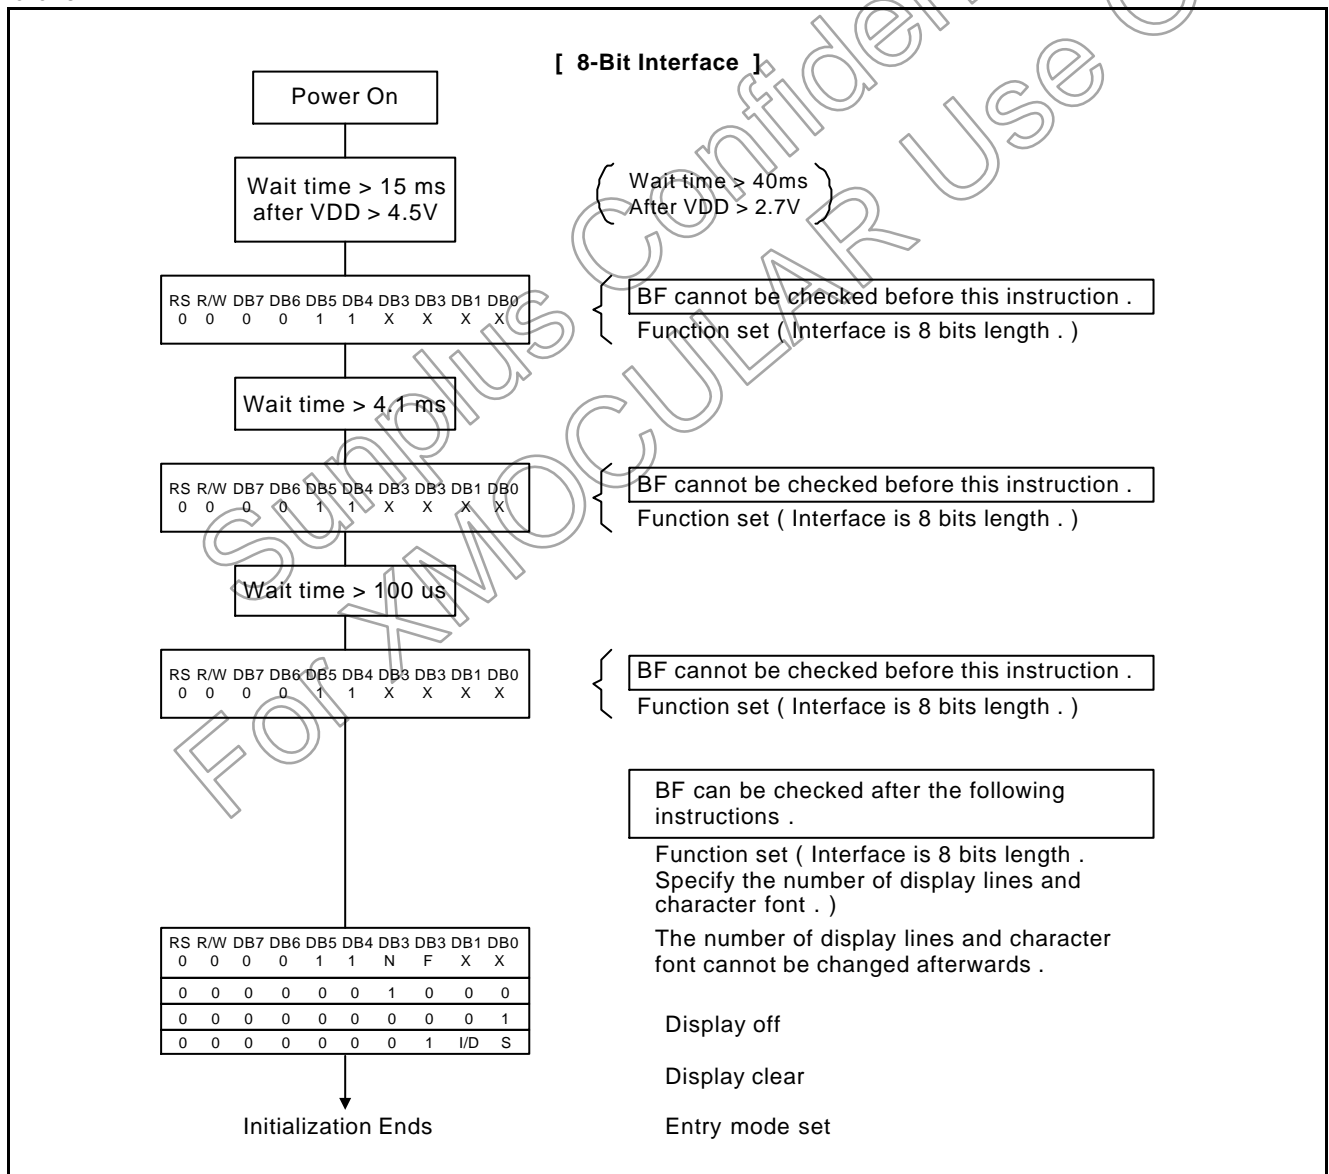 [ 8-Bit Interface ]
Power On
Wait time > 15 ms
after VDD > 4.5V
Wait time > 40ms
After VDD > 2.7V
RS R/W DB7 DB6 DB5 DB4 DB3 DB3 DB1 DB0
0 0 0 0 1 1 X X X X
BF cannot be checked before this instruction .
Function set ( Interface is 8 bits length . )
Wait time > 4.1 ms
RS R/W DB7 DB6 DB5 DB4 DB3 DB3 DB1 DB0
0 0 0 0 1 1 X X X X
BF cannot be checked before this instruction .
Function set ( Interface is 8 bits length . )
Wait time > 100 us
RS R/W DB7 DB6 DB5 DB4 DB3 DB3 DB1 DB0
0 0 0 0 1 1 X X X X
BF cannot be checked before this instruction .
Function set ( Interface is 8 bits length . )
BF can be checked after the following
instructions .
Function set ( Interface is 8 bits length .
Specify the number of display lines and
character font . )
The number of display lines and character
font cannot be changed afterwards .
RS R/W DB7 DB6 DB5 DB4 DB3 DB3 DB1 DB0
0 0 0 0 1 1 N F X X
0 0 0 0 0 0 1 0 0 0
0 0 0 0 0 0 0 0 0 1
0 0 0 0 0 0 0 1 I/D S
Display off
Display clear
Entry mode set
Initialization Ends
Sunplus Confiden
For XMOCULAR Use